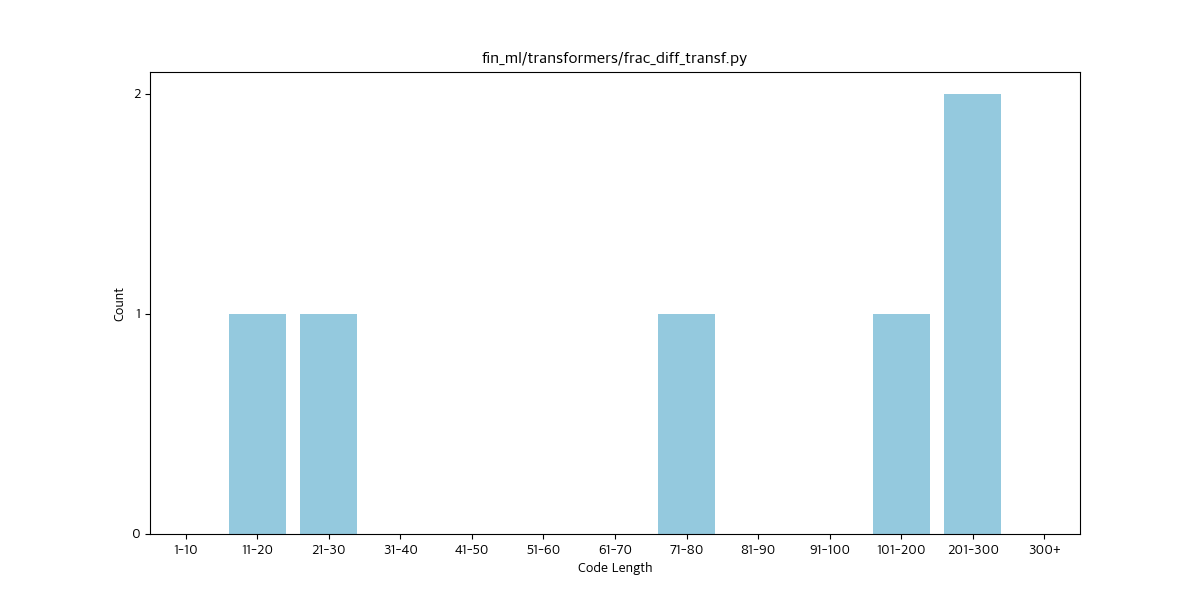 fin_ml/transformers/frac_diff_transf.py
Count
2
1
0
1-10 11-20 21-30 31-40 41-50 51-60 61-70 71-80 81-90 91-100 101-200 201-300 300+
Code Length